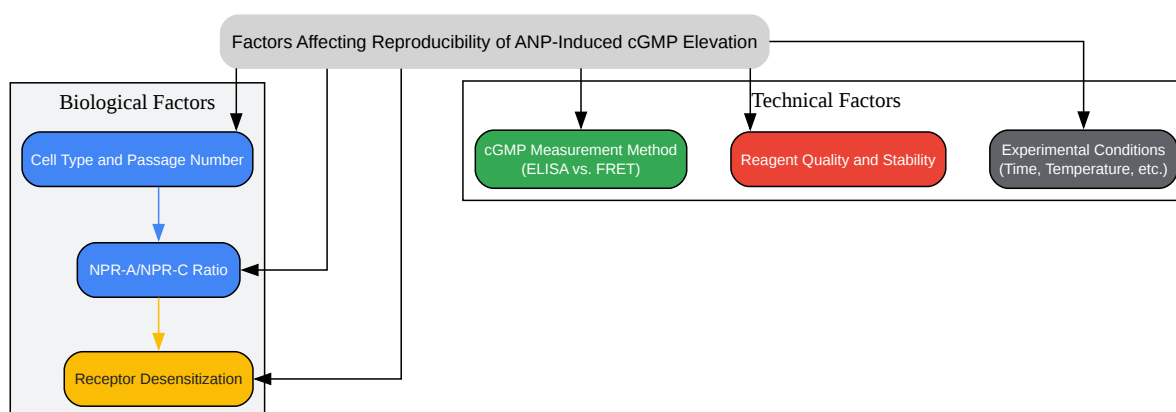 Factors Affecting Reproducibility of ANP-Induced cGMP Elevation
Biological Factors
Cell Type and Passage Number
NPR-A/NPR-C Ratio
Receptor Desensitization
Technical Factors
cGMP Measurement Method
(ELISA vs. FRET)
Reagent Quality and Stability
Experimental Conditions
(Time, Temperature, etc.)